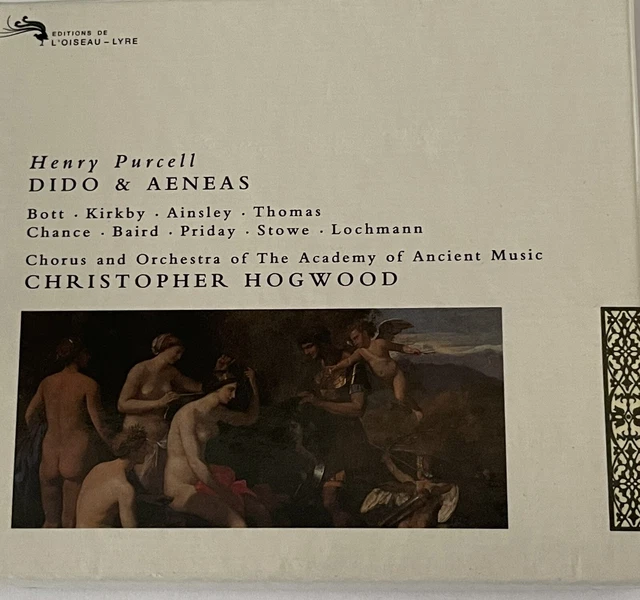 EDITIONS DE
L'OISEAU-LYRE
Henry Purcell
DIDO & AENEAS
Bott · Kirkby · Ainsley · Thomas
Chance · Baird · Priday · Stowe · Lochmann
Chorus and Orchestra of The Academy of Ancient Music
CHRISTOPHER HOGWOOD